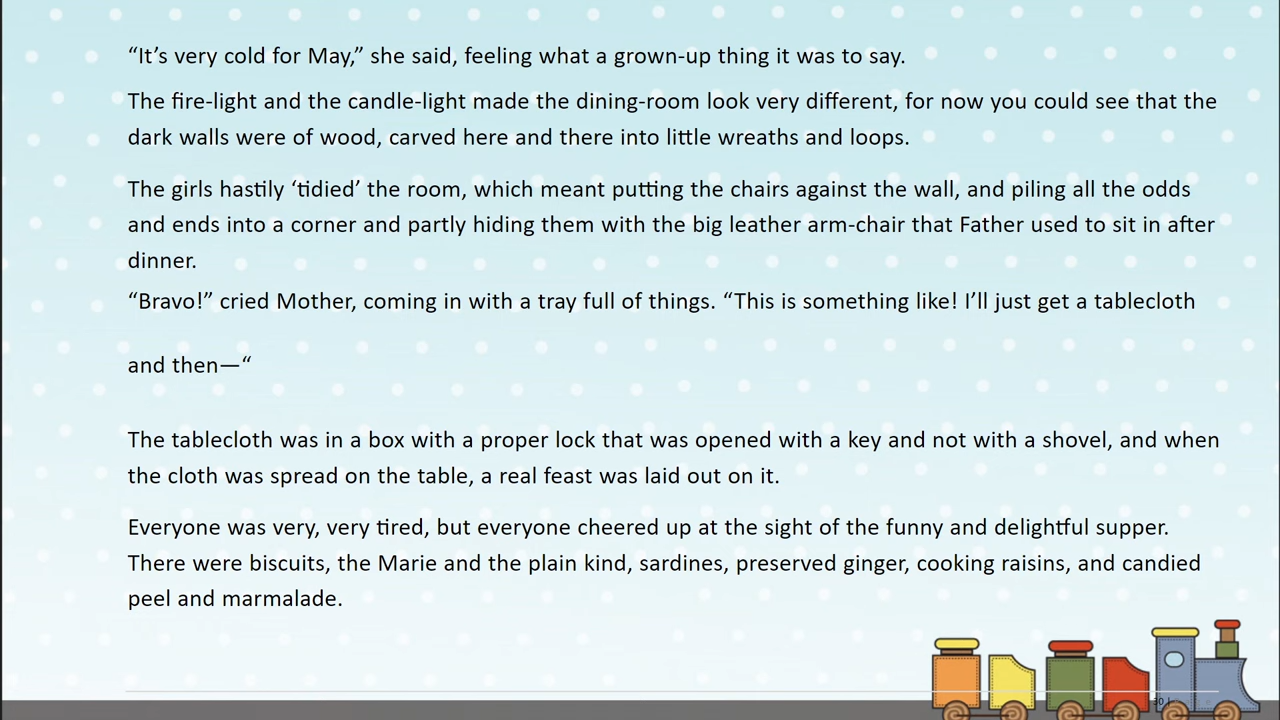 “It’s very cold for May,” she said, feeling what a grown-up thing it was to say.
The fire-light and the candle-light made the dining-room look very different, for now you could see that the
dark walls were of wood, carved here and there into little wreaths and loops.
The girls hastily ‘tidied’ the room, which meant putting the chairs against the wall, and piling all the odds
and ends into a corner and partly hiding them with the big leather arm-chair that Father used to sit in after
dinner.
“Bravo!” cried Mother, coming in with a tray full of things. “This is something like! I’ll just get a tablecloth
and then—“
The tablecloth was in a box with a proper lock that was opened with a key and not with a shovel, and when
the cloth was spread on the table, a real feast was laid out on it.
Everyone was very, very tired, but everyone cheered up at the sight of the funny and delightful supper.
There were biscuits, the Marie and the plain kind, sardines, preserved ginger, cooking raisins, and candied
peel and marmalade.
30 |